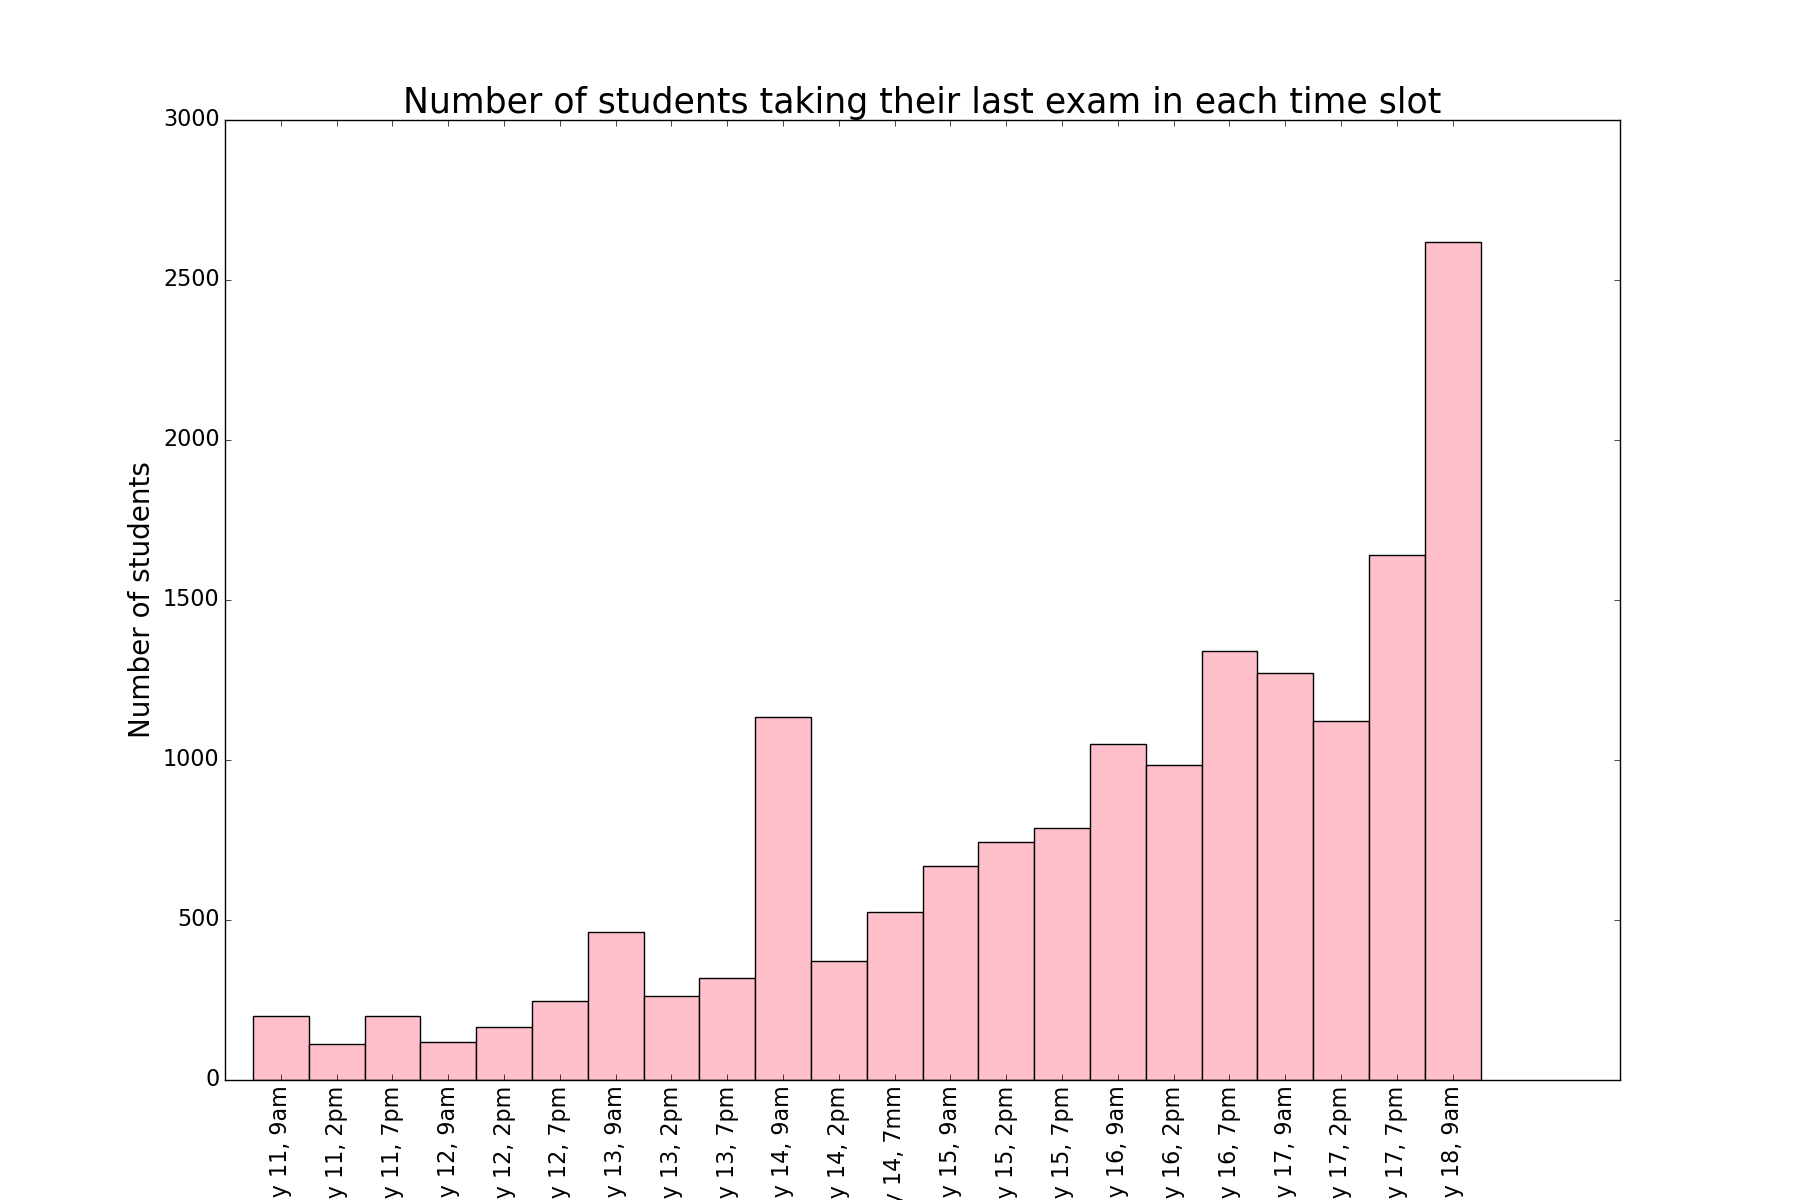 Number of students taking their last exam in each time slot
3000
2500
2000
1500
1000
500
0
Number of students
y 11, 9am
y 11, 2pm
y 11, 7pm
y 12, 9am
y 12, 2pm
y 12, 7pm
y 13, 9am
y 13, 2pm
y 13, 7pm
y 14, 9am
y 14, 2pm
y 14, 7mm
y 15, 9am
y 15, 2pm
y 15, 7pm
y 16, 9am
y 16, 2pm
y 16, 7pm
y 17, 9am
y 17, 2pm
y 17, 7pm
y 18, 9am